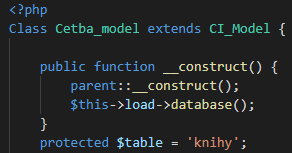 <?php
Class Cetba_model extends CI_Model {
public function __construct() {
parent::__construct();
$this->load->database();
}
protected $table = 'knihy';